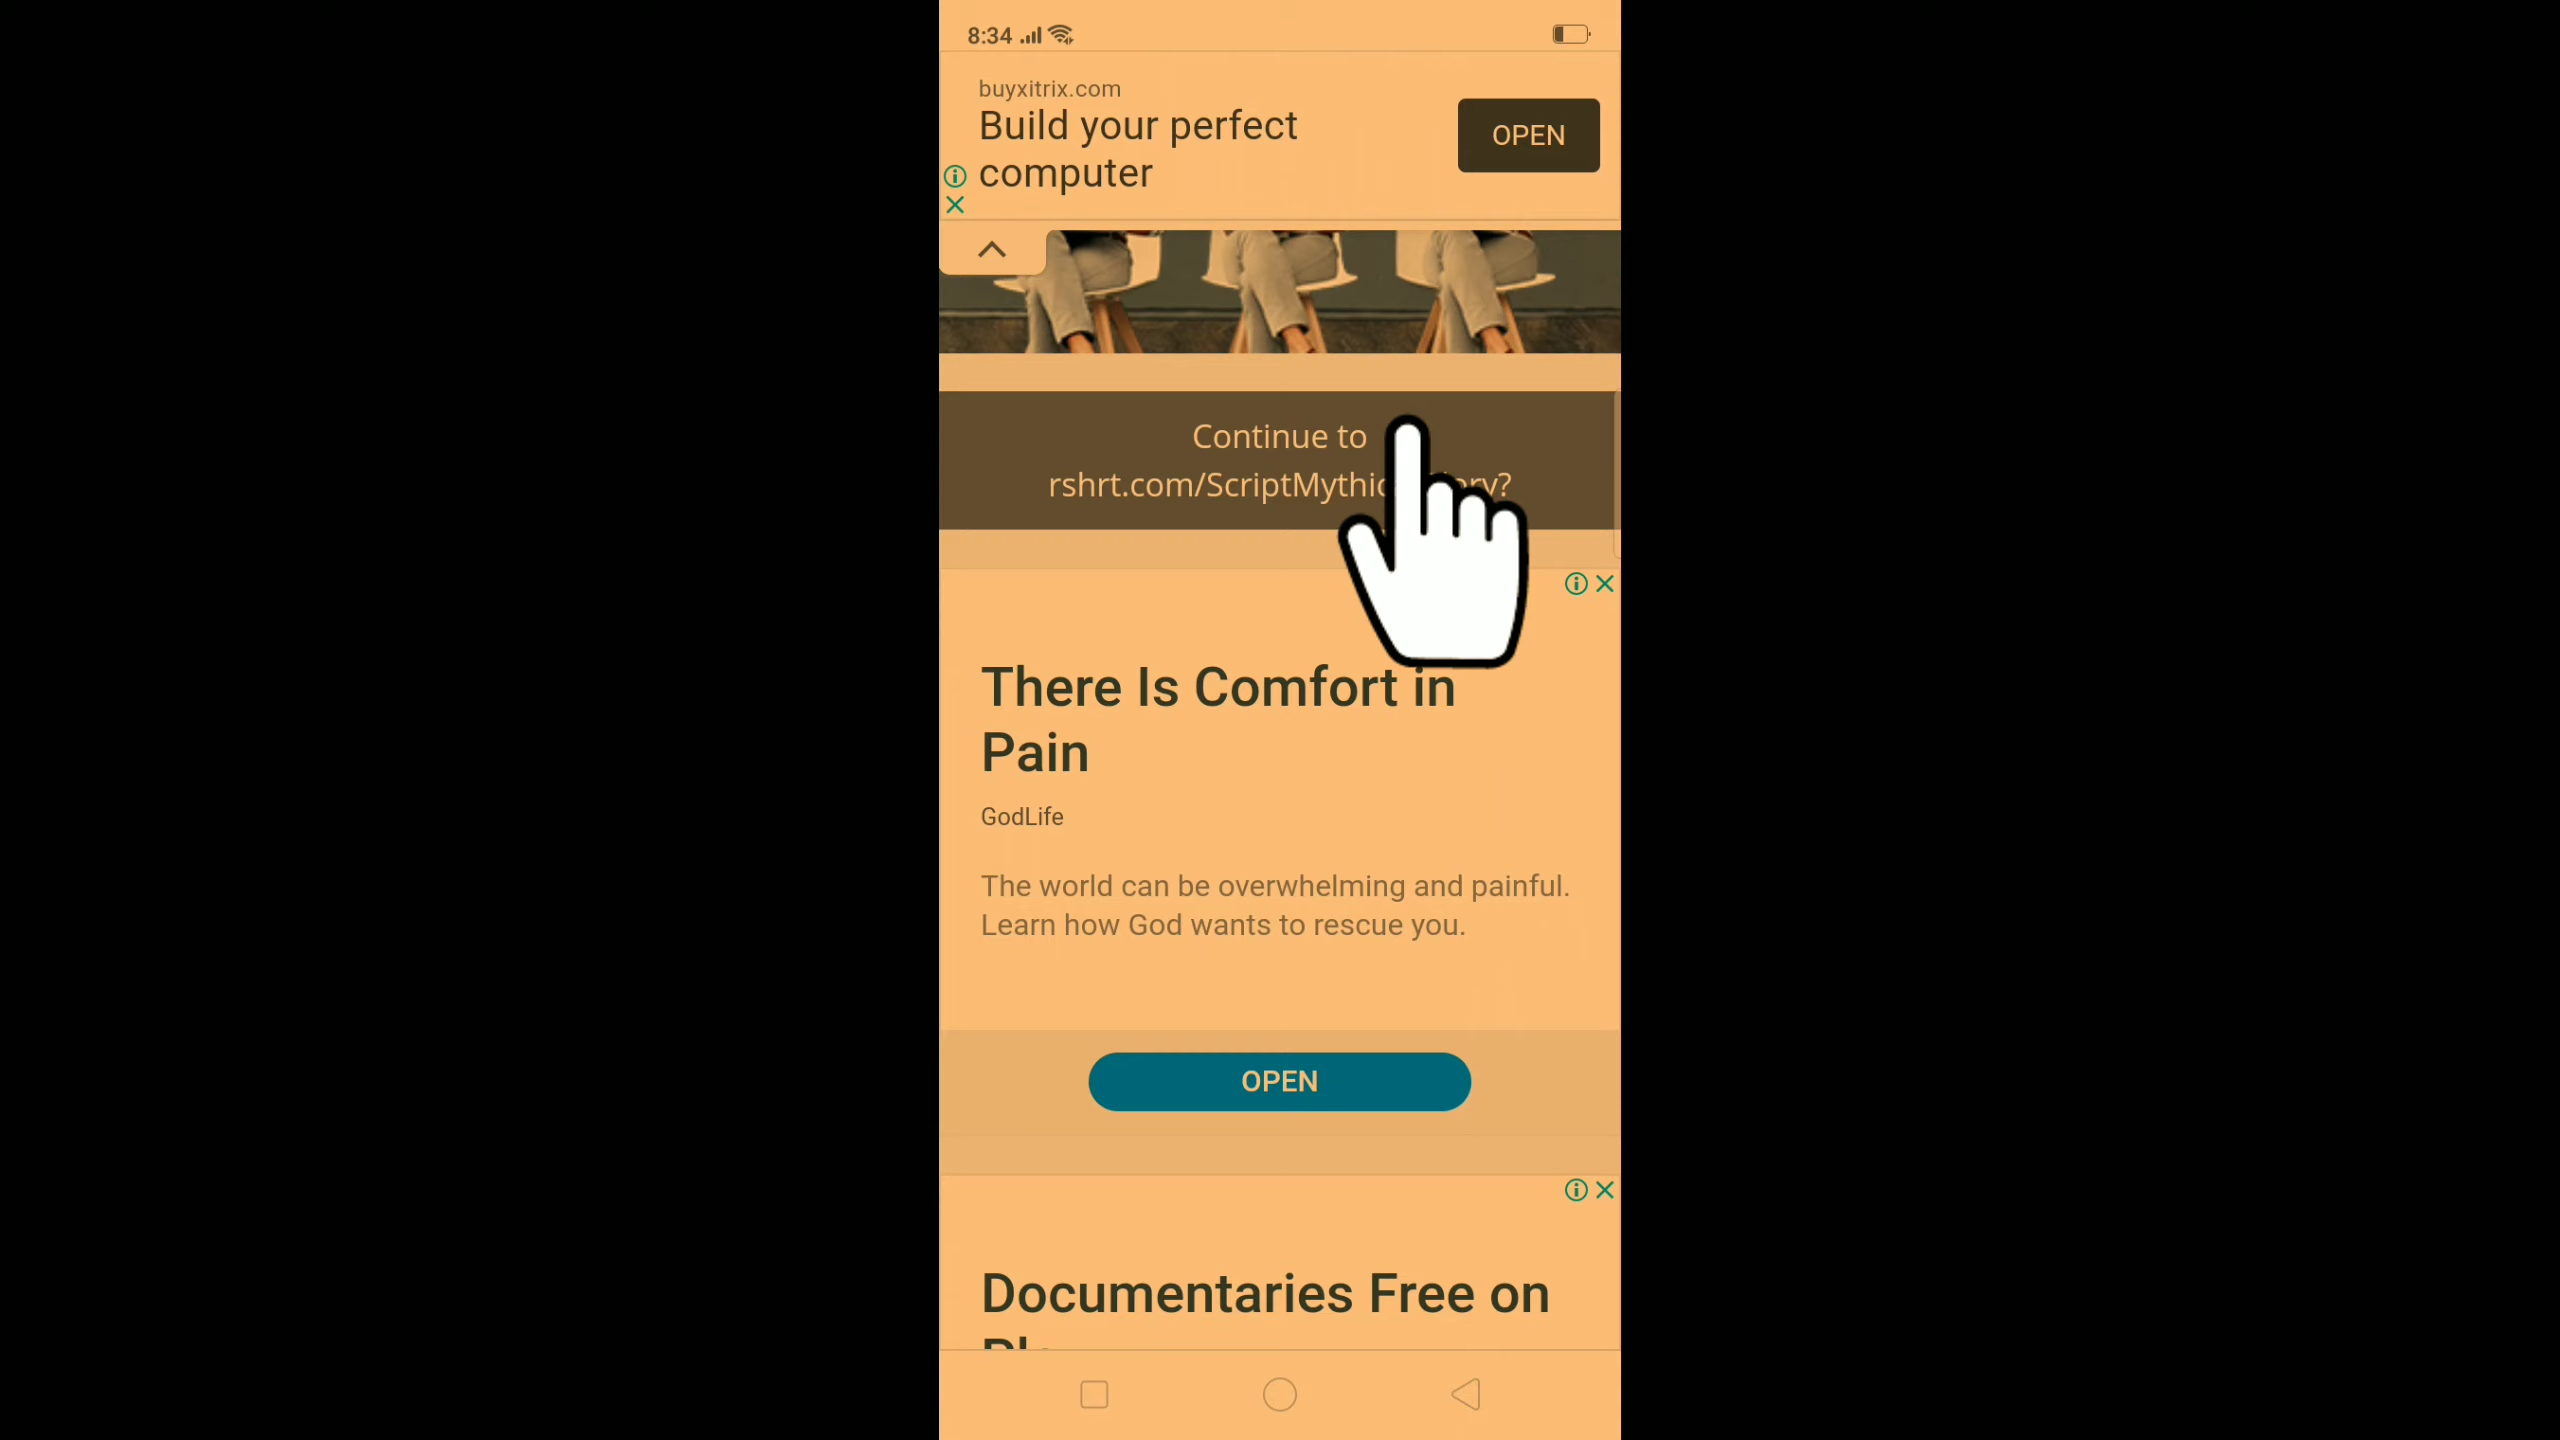 8:34
buyxitrix.com
Build your perfect
computer
OPEN
Continue to
rshrt.com/ScriptMythic
There Is Comfort in
Pain
GodLife
The world can be overwhelming and painful.
Learn how God wants to rescue you.
OPEN
Documentaries Free on